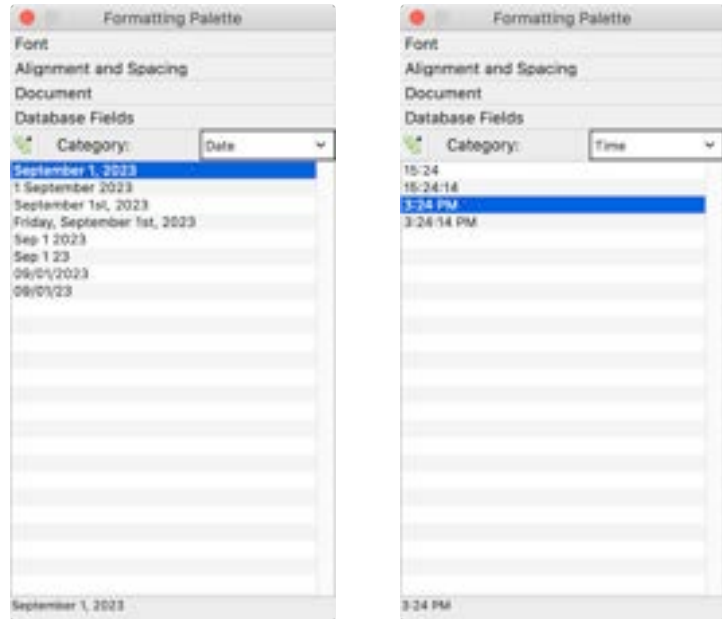 Formatting Palette
Font
Alignment and Spacing
Document
Database Fields
Category: Date
September 1, 2023
1 September 2023
September 1st, 2023
Friday, September 1st, 2023
Sep 1 2023
Sep 1 23
09/01/2023
09/01/23
September 1, 2023
Formatting Palette
Font
Alignment and Spacing
Document
Database Fields
Category: Time
15:24
15:24:14
3:24 PM
3:24:14 PM
3:24 PM